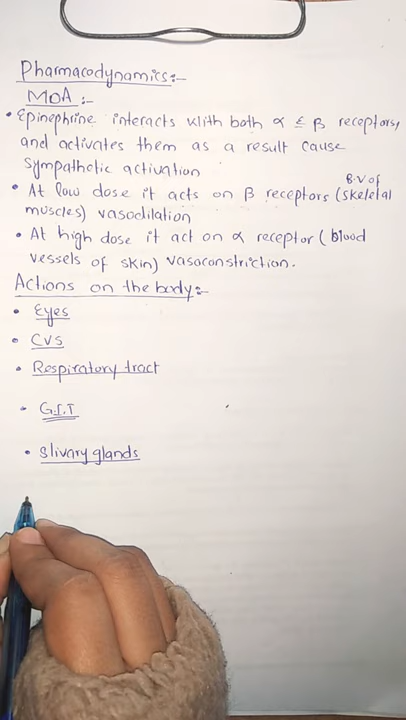 Pharmacodynamics:-
MOA :-
• Epinephrine interacts with both α & β receptors,
and activates them as a result cause
sympathetic activation
B.V of
• At low dose it acts on β receptors (skeletal
muscles) vasodilation
• At high dose it act on α receptor ( blood
vessels of skin) vasoconstriction.
Actions on the body:-
• Eyes
• CVS
• Respiratory tract
• G.I.T
• Slivary glands